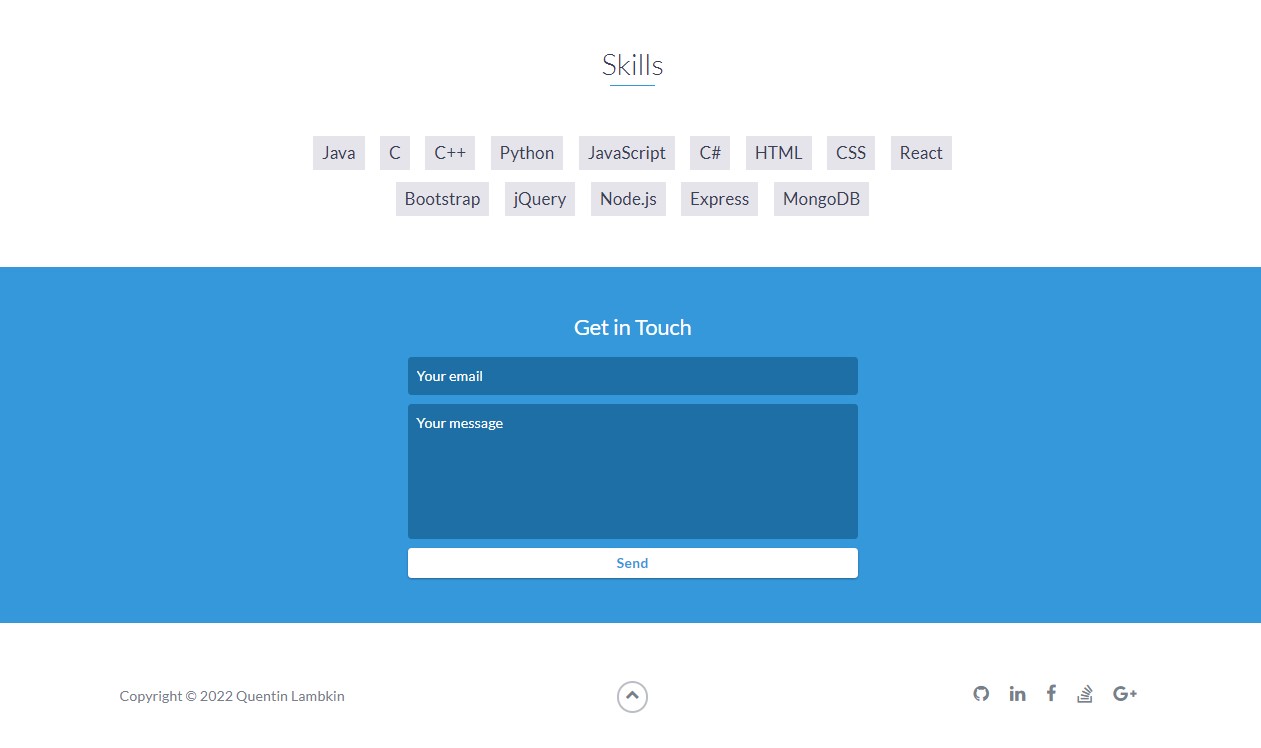 Skills
Java C C++ Python JavaScript C# HTML CSS React
Bootstrap jQuery Node.js Express MongoDB
Get in Touch
Your email
Your message
Send
Copyright © 2022 Quentin Lambkin